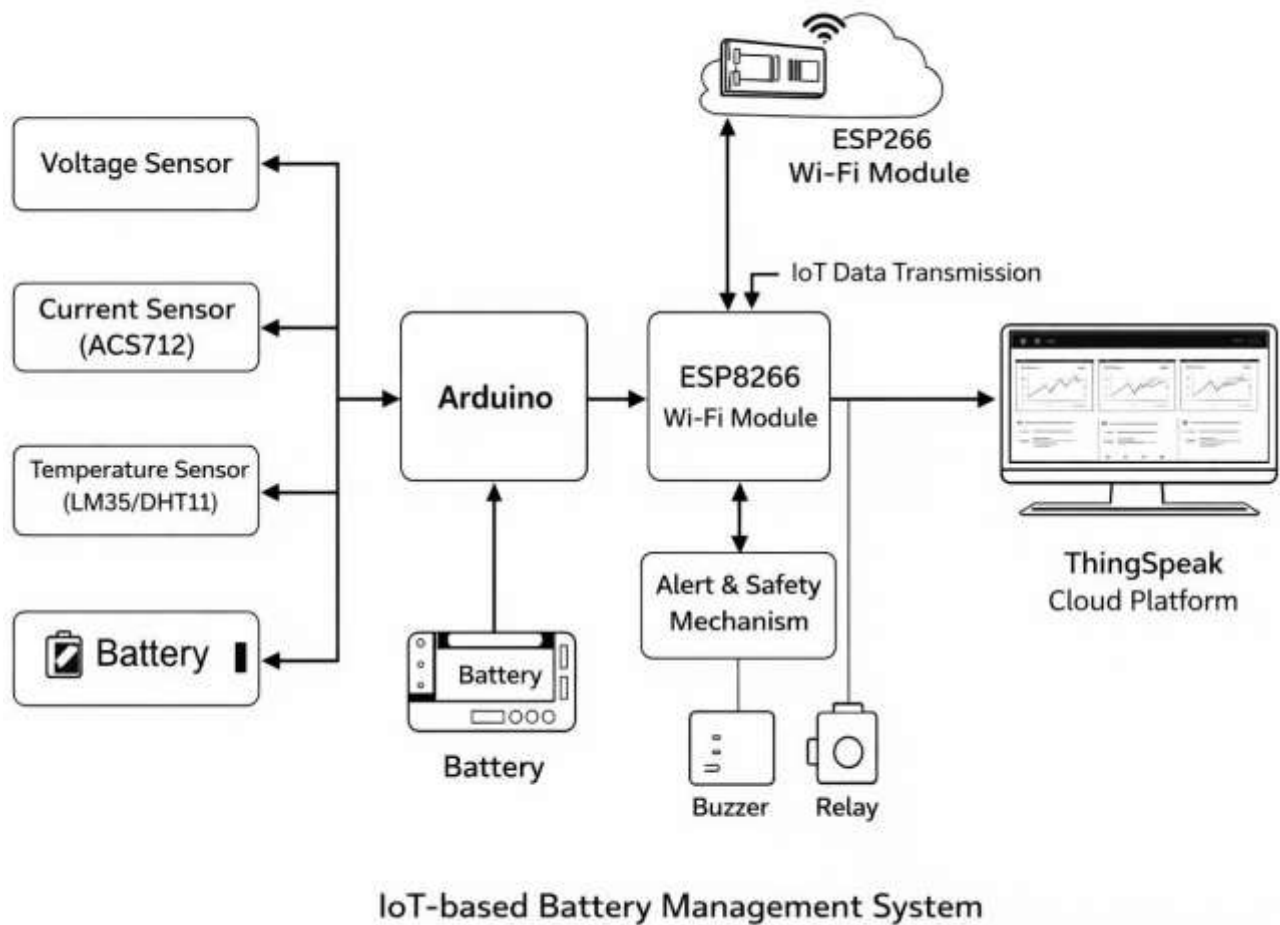 ESP266
Wi-Fi Module
Voltage Sensor
IoT Data Transmission
Current Sensor
(ACS712)
Arduino
ESP8266
Wi-Fi Module
Temperature Sensor
(LM35/DHT11)
ThingSpeak
Cloud Platform
Alert & Safety
Mechanism
Battery
Battery
Battery
Buzzer
Relay
IoT-based Battery Management System